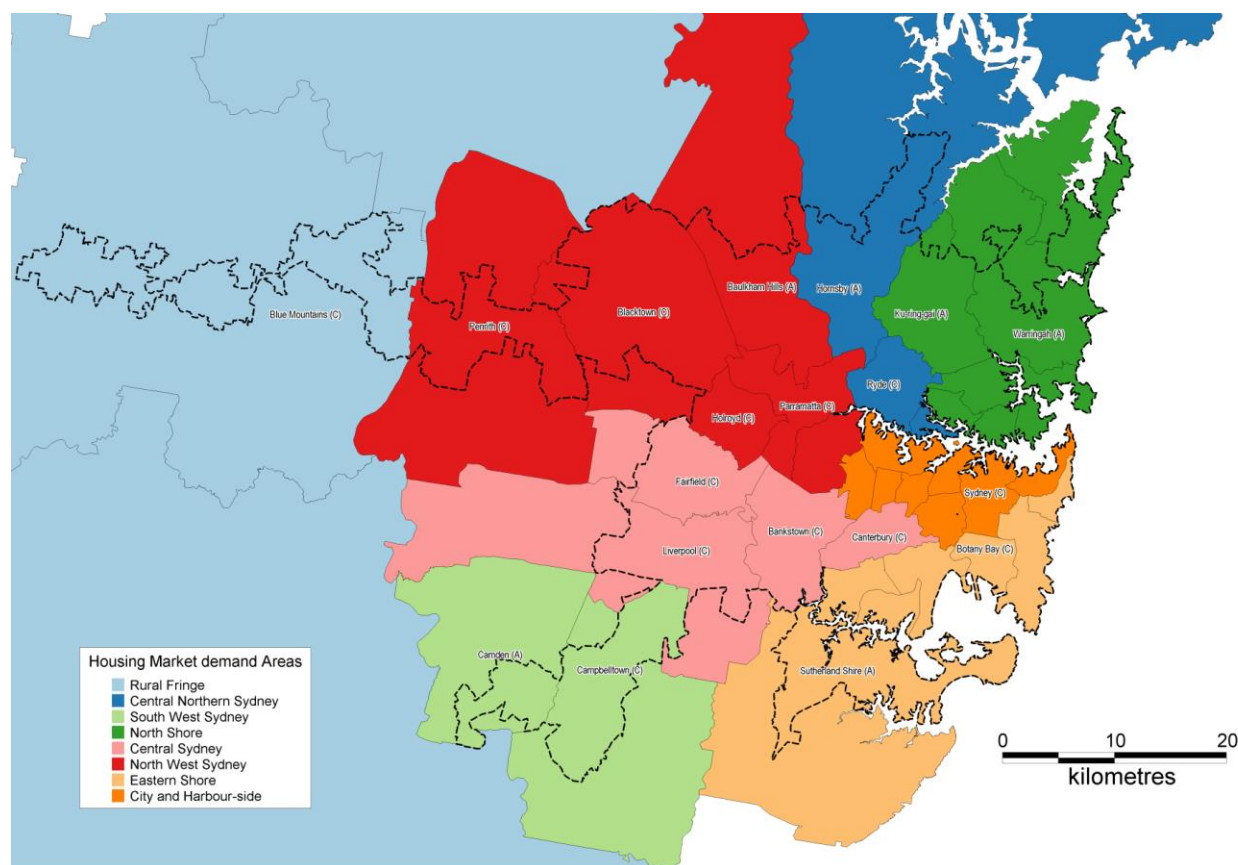 Blue Mountains (C)
Penrith (C)
Blacktown (C)
Baulkham Hills (A)
Hornsby (A)
Ku-ring-gai (A)
Warringah (A)
Ryde (C)
Holroyd (C)
Parramatta (C)
Fairfield (C)
Sydney (C)
Bankstown (C)
Canterbury (C)
Liverpool (C)
Botany Bay (C)
Camden (A)
Campbelltown (C)
Sutherland Shire (A)
Housing Market demand Areas
Rural Fringe
Central Northern Sydney
South West Sydney
North Shore
Central Sydney
North West Sydney
Eastern Shore
City and Harbour-side
0 10 20
kilometres